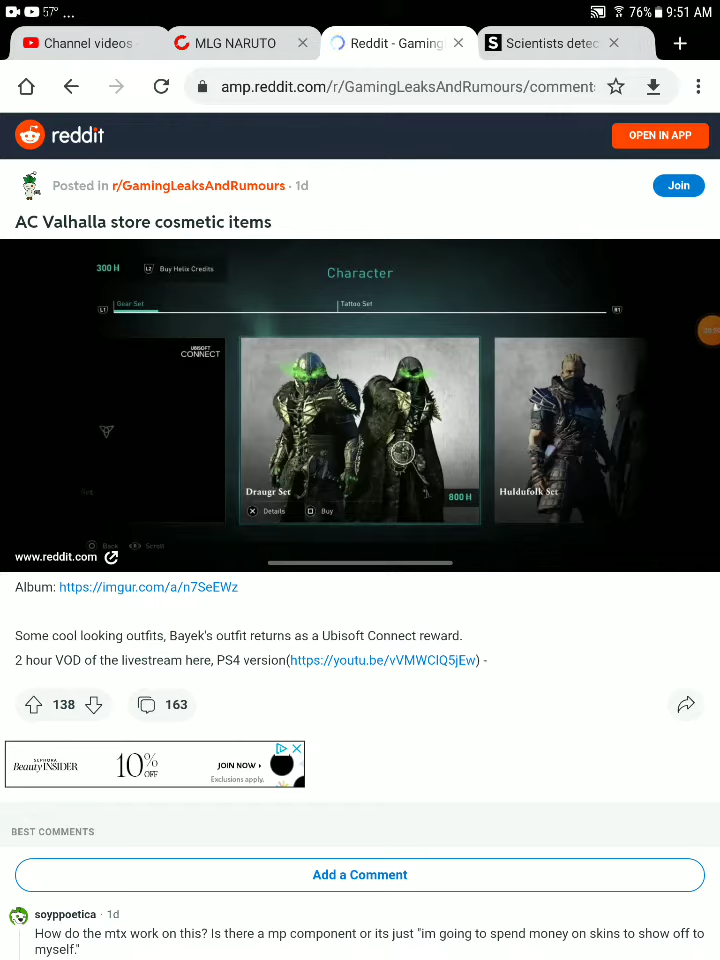 57° ...
76% 9:51 AM
Channel videos
MLG NARUTO
Reddit - Gaming
Scientists detec
amp.reddit.com/r/GamingLeaksAndRumours/comment
reddit
OPEN IN APP
Posted in r/GamingLeaksAndRumours · 1d
Join
AC Valhalla store cosmetic items
300 H
L2 Buy Helix Credits
Character
L1 Gear Set
Tattoo Set
R1
UBISOFT
CONNECT
Draugr Set
800 H
Details
Buy
Huldufolk Set
Back
Scroll
www.reddit.com
Album: https://imgur.com/a/n7SeEWz
Some cool looking outfits, Bayek's outfit returns as a Ubisoft Connect reward.
2 hour VOD of the livestream here, PS4 version(https://youtu.be/vVMWClQ5jEw) -
138
163
SEPHORA
Beauty INSIDER
10% OFF
JOIN NOW ▸
Exclusions apply.
BEST COMMENTS
Add a Comment
soyppoetica · 1d
How do the mtx work on this? Is there a mp component or its just "im going to spend money on skins to show off to
myself."